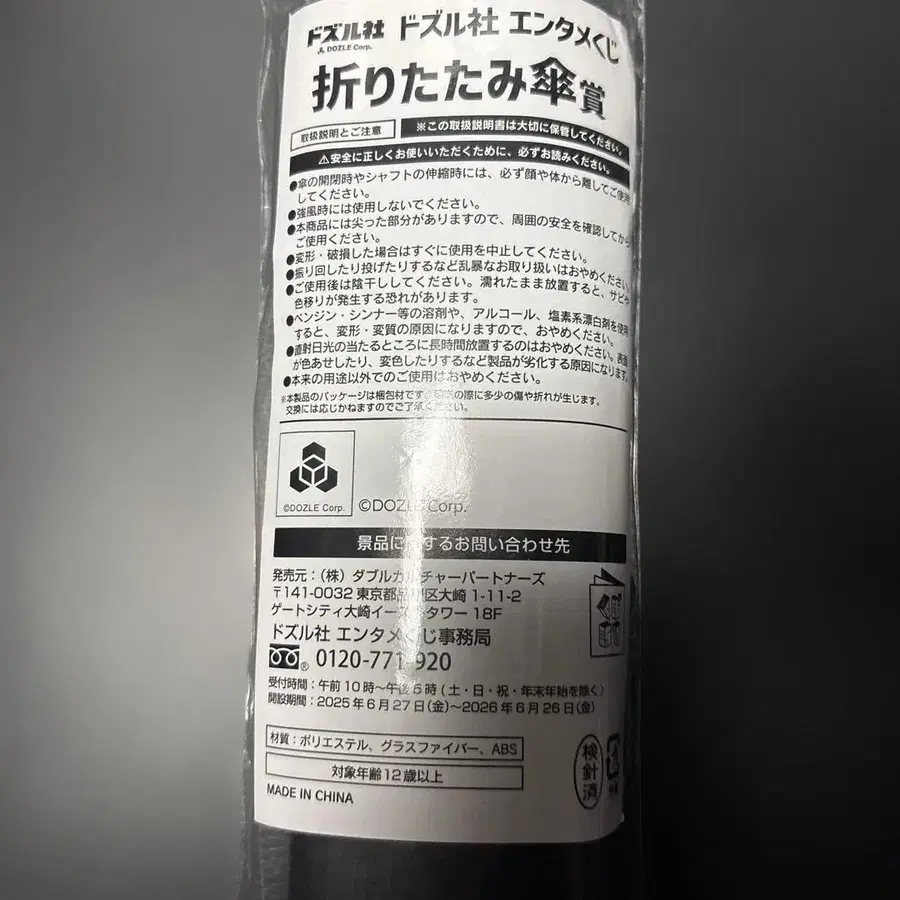 ドズル社
DOZLE Corp.
ドズル社 エンタメくじ
折りたたみ傘賞
取扱説明とご注意
※この取扱説明書は大切に保管してください。
⚠安全に正しくお使いいただくために、必ずお読みください。
●傘の開閉時やシャフトの伸縮時には、必ず顔や体から離してご使用
してください。
●強風時には使用しないでください。
●本商品には尖った部分がありますので、周囲の安全を確認してから
ご使用ください。
●変形・破損した場合はすぐに使用を中止してください。
●振り回したり投げたりするなど乱暴なお取り扱いはおやめください。
●ご使用後は陰干ししてください。濡れたまま放置すると、サビや
色移りが発生する恐れがあります。
●ベンジン・シンナー等の溶剤や、アルコール、塩素系漂白剤を使用
すると、変形・変質の原因になりますので、おやめください。
●直射日光の当たるところに長時間放置するのはおやめください。表面
が色あせしたり、変色したりするなど製品が劣化する原因になります。
●本来の用途以外でのご使用はおやめください。
※本製品のパッケージは梱包材です。の際に多少の傷や折れが生じます。
交換には応じかねますのでご了承ください。
©DOZLE Corp.
©DOZLE Corp.
景品に関するお問い合わせ先
発売元：（株）ダブルカルチャーパートナーズ
〒141-0032 東京都品川区大崎 1-11-2
ゲートシティ大崎イーストタワー 18F
ドズル社 エンタメくじ事務局
® 0120-771-920
受付時間：午前10時～午後5時（土・日・祝・年末年始を除く）
開設期間：2025年6月27日(金)～2026年6月26日(金)
材質：ポリエステル、グラスファイバー、ABS
対象年齢12歳以上
MADE IN CHINA
検針済